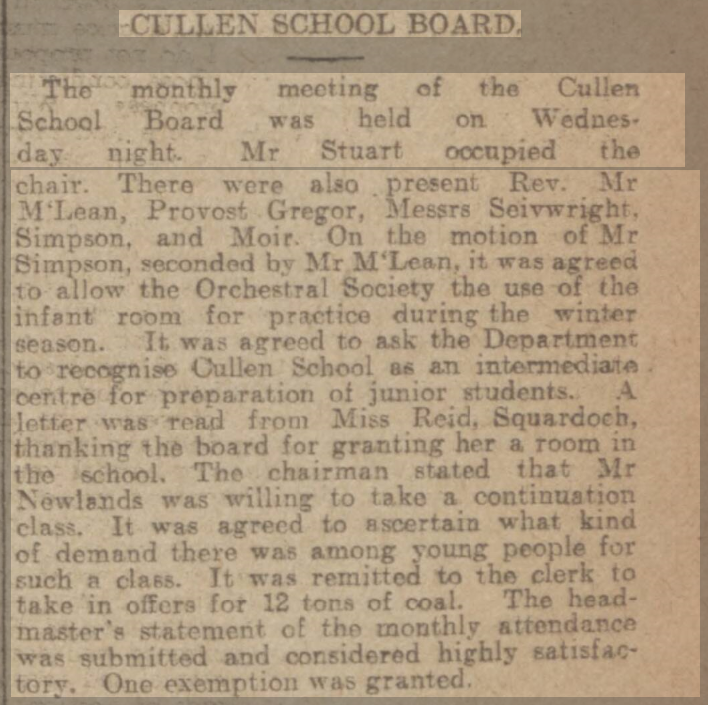 CULLEN SCHOOL BOARD.
The monthly meeting of the Cullen
School Board was held on Wednes-
day night. Mr Stuart occupied the
chair. There were also present Rev. Mr
M'Lean, Provost Gregor, Messrs Seivwright,
Simpson, and Moir. On the motion of Mr
Simpson, seconded by Mr M'Lean, it was agreed
to allow the Orchestral Society the use of the
infant room for practice during the winter
season. It was agreed to ask the Department
to recognise Cullen School as an intermediate
centre for preparation of junior students. A
letter was read from Miss Reid, Squardoch,
thanking the board for granting her a room in
the school. The chairman stated that Mr
Newlands was willing to take a continuation
class. It was agreed to ascertain what kind
of demand there was among young people for
such a class. It was remitted to the clerk to
take in offers for 12 tons of coal. The head-
master's statement of the monthly attendance
was submitted and considered highly satisfac-
tory. One exemption was granted.